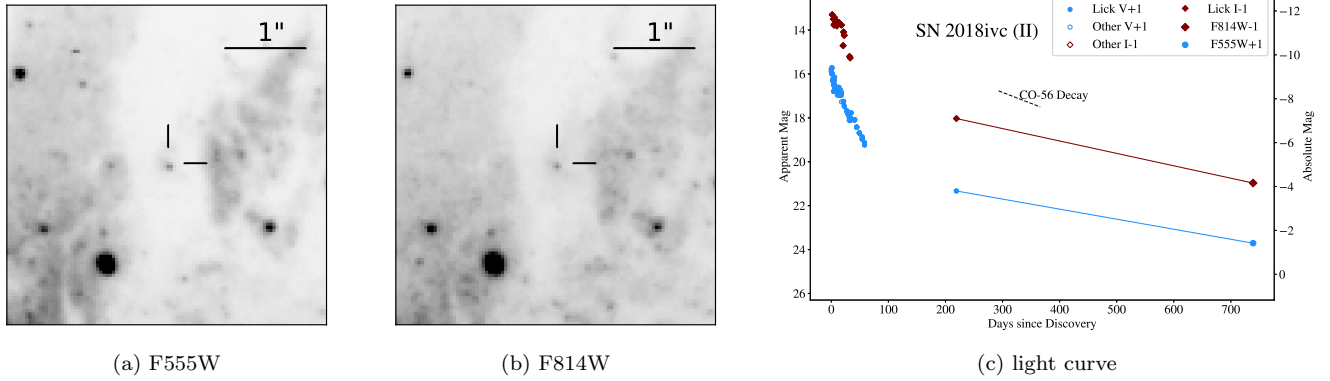 1"
1"
SN 2018ivc (II)
Lick V+1
Lick I-1
Other V+1
F814W-1
Other I-1
F555W+1
CO-56 Decay
Apparent Mag
14
16
18
20
22
24
26
−12
−10
−8
−6
−4
−2
0
Absolute Mag
0 100 200 300 400 500 600 700
Days since Discovery
(a) F555W
(b) F814W
(c) light curve